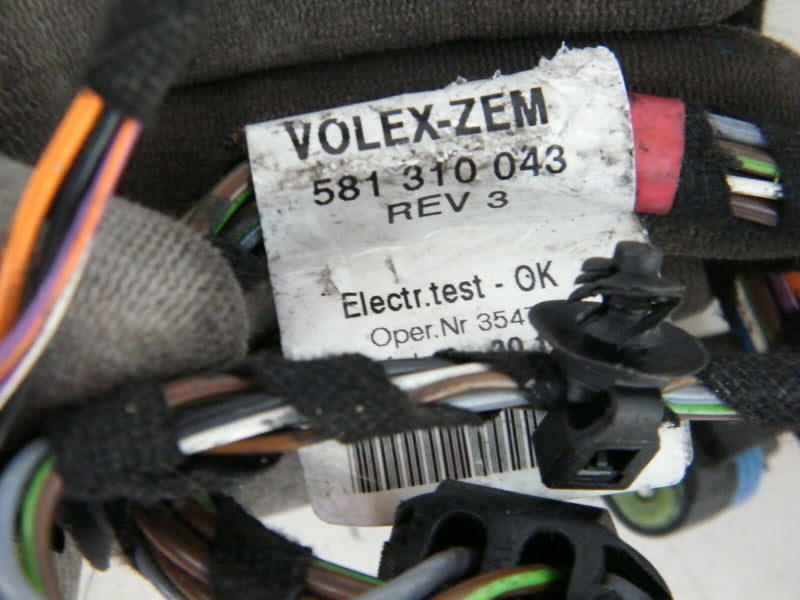 VOLEX-ZEM
581 310 043
REV 3
Electr.test - OK
Oper.Nr 354